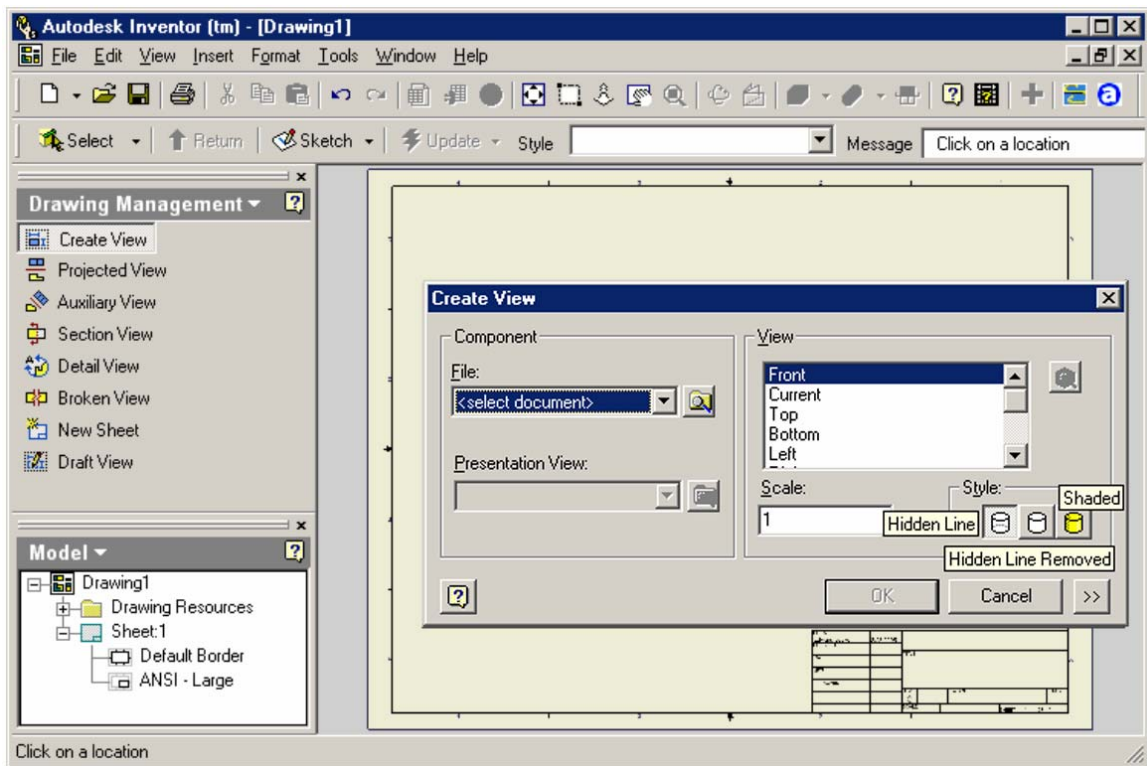 Autodesk Inventor (tm) - [Drawing1]
File Edit View Insert Format Tools Window Help
Select Return Sketch Update Style Message Click on a location
Drawing Management
Create View
Projected View
Auxiliary View
Section View
Detail View
Broken View
New Sheet
Draft View
Model
Drawing1
Drawing Resources
Sheet:1
Default Border
ANSI - Large
Create View
Component
File:
<select document>
Presentation View:
View
Front
Current
Top
Bottom
Left
Scale:
1
Style:
Shaded
Hidden Line
Hidden Line Removed
OK Cancel >>
Click on a location